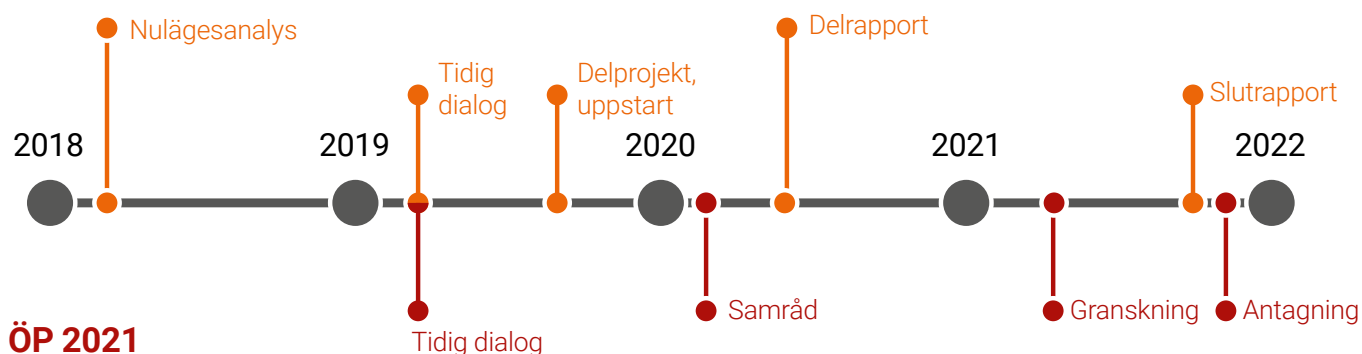 Nulägesanalys
Delrapport
Tidig
dialog
Delprojekt,
uppstart
Slutrapport
2018
2019
2020
2021
2022
Samråd
Granskning
Antagning
ÖP 2021
Tidig dialog